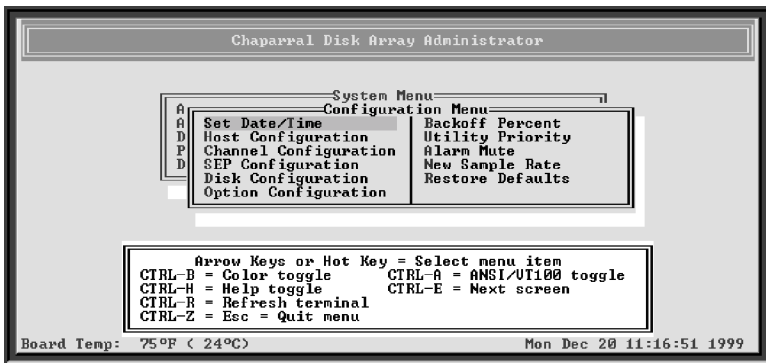 Chaparral Disk Array Administrator
System Menu
A
Configuration Menu
A Set Date/Time Backoff Percent
D Host Configuration Utility Priority
P Channel Configuration Alarm Mute
D SEP Configuration New Sample Rate
Disk Configuration Restore Defaults
Option Configuration
Arrow Keys or Hot Key = Select menu item
CTRL-B = Color toggle CTRL-A = ANSI/VT100 toggle
CTRL-H = Help toggle CTRL-E = Next screen
CTRL-R = Refresh terminal
CTRL-Z = Esc = Quit menu
Board Temp: 75ºF ( 24ºC) Mon Dec 20 11:16:51 1999